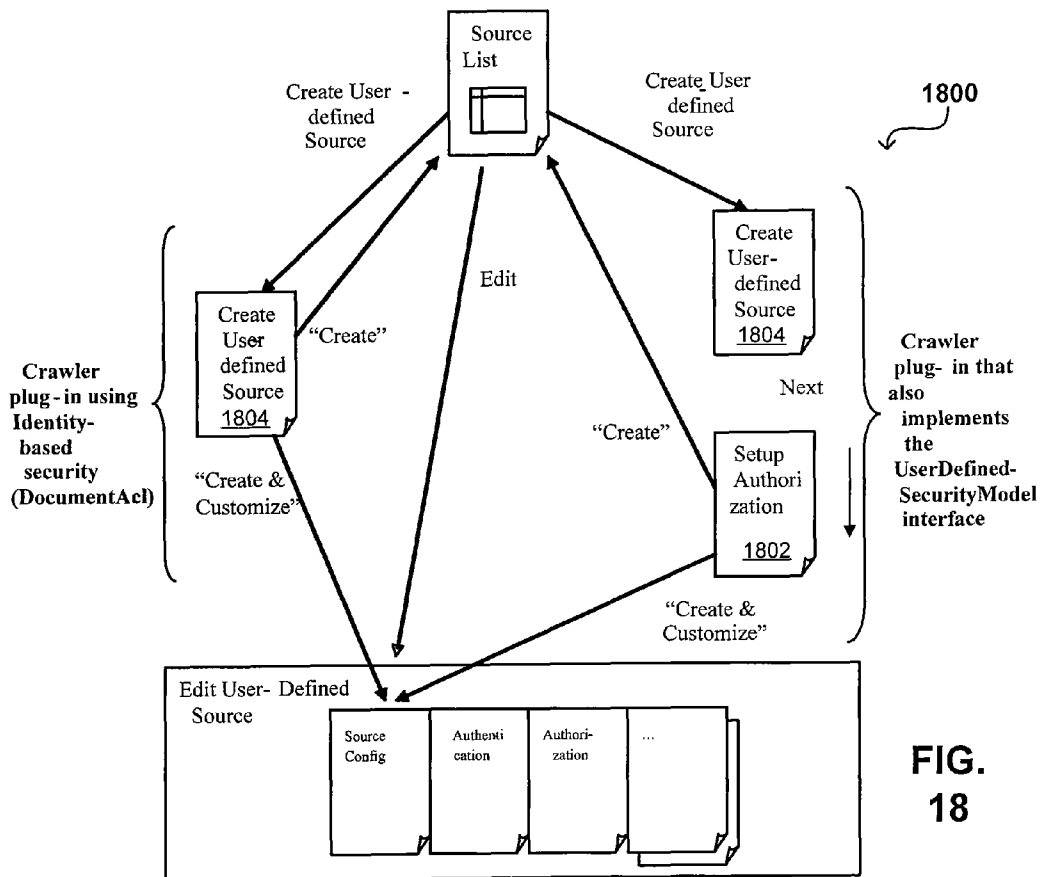 Source
List
Create User -
defined
Source
Create User
defined
Source
1800
Create
User-
defined
Source
1804
Edit
Create
User
defined
Source
1804
“Create”
Crawler
plug-in using
Identity-
based
security
(DocumentAcl)
Next
Crawler
plug- in that
also
implements
the
UserDefined-
SecurityModel
interface
“Create”
Setup
Authori
zation
1802
“Create &
Customize”
“Create &
Customize”
Edit User- Defined
Source
Source
Config
Authenti
cation
Authori-
zation
...
FIG.
18